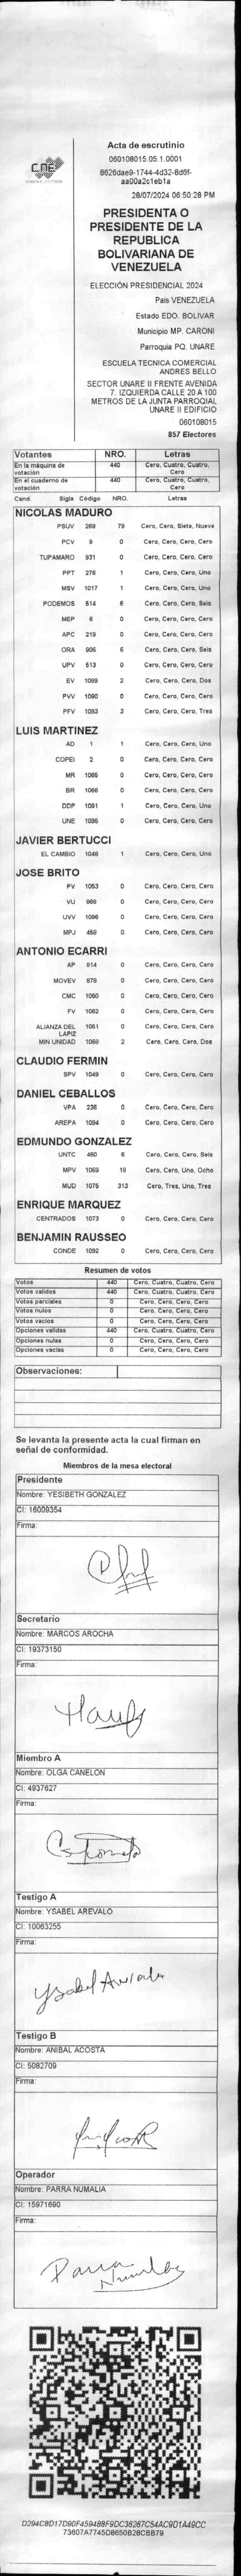 CNE
Acta de escrutinio
060108015.05.1.0001
8626dae9-1744-4d32-8d6f-
aa00a2c1eb1a
28/07/2024 06:50:28 PM
PRESIDENTA O
PRESIDENTE DE LA
REPUBLICA
BOLIVARIANA DE
VENEZUELA
ELECCIÓN PRESIDENCIAL 2024
País VENEZUELA
Estado EDO. BOLIVAR
Municipio MP. CARONI
Parroquia PQ. UNARE
ESCUELA TECNICA COMERCIAL
ANDRES BELLO
SECTOR UNARE II FRENTE AVENIDA
7. IZQUIERDA CALLE 20 A 100
METROS DE LA JUNTA PARROQIAL
UNARE II EDIFICIO
060108015
857 Electores
Votantes NRO. Letras
En la máquina de votación 440 Cero, Cuatro, Cuatro, Cero
En el cuaderno de votación 440 Cero, Cuatro, Cuatro, Cero
Cand. Sigla Código NRO. Letras
NICOLAS MADURO
PSUV 269 79 Cero, Cero, Siete, Nueve
PCV 9 0 Cero, Cero, Cero, Cero
TUPAMARO 931 0 Cero, Cero, Cero, Cero
PPT 276 1 Cero, Cero, Cero, Uno
MSV 1017 1 Cero, Cero, Cero, Uno
PODEMOS 514 6 Cero, Cero, Cero, Seis
MEP 6 0 Cero, Cero, Cero, Cero
APC 219 0 Cero, Cero, Cero, Cero
ORA 906 6 Cero, Cero, Cero, Seis
UPV 513 0 Cero, Cero, Cero, Cero
EV 1089 2 Cero, Cero, Cero, Dos
PVV 1090 0 Cero, Cero, Cero, Cero
PFV 1093 3 Cero, Cero, Cero, Tres
LUIS MARTINEZ
AD 1 1 Cero, Cero, Cero, Uno
COPEI 2 0 Cero, Cero, Cero, Cero
MR 1065 0 Cero, Cero, Cero, Cero
BR 1066 0 Cero, Cero, Cero, Cero
DDP 1091 1 Cero, Cero, Cero, Uno
UNE 1095 0 Cero, Cero, Cero, Cero
JAVIER BERTUCCI
EL CAMBIO 1048 1 Cero, Cero, Cero, Uno
JOSE BRITO
PV 1053 0 Cero, Cero, Cero, Cero
VU 868 0 Cero, Cero, Cero, Cero
UVV 1096 0 Cero, Cero, Cero, Cero
MPJ 458 0 Cero, Cero, Cero, Cero
ANTONIO ECARRI
AP 814 0 Cero, Cero, Cero, Cero
MOVEV 878 0 Cero, Cero, Cero, Cero
CMC 1050 0 Cero, Cero, Cero, Cero
FV 1062 0 Cero, Cero, Cero, Cero
ALIANZA DEL LAPIZ 1051 0 Cero, Cero, Cero, Cero
MIN UNIDAD 1068 2 Cero, Cero, Cero, Dos
CLAUDIO FERMIN
SPV 1049 0 Cero, Cero, Cero, Cero
DANIEL CEBALLOS
VPA 236 0 Cero, Cero, Cero, Cero
AREPA 1094 0 Cero, Cero, Cero, Cero
EDMUNDO GONZALEZ
UNTC 460 6 Cero, Cero, Cero, Seis
MPV 1069 18 Cero, Cero, Uno, Ocho
MUD 1075 313 Cero, Tres, Uno, Tres
ENRIQUE MARQUEZ
CENTRADOS 1073 0 Cero, Cero, Cero, Cero
BENJAMIN RAUSSEO
CONDE 1092 0 Cero, Cero, Cero, Cero
Resumen de votos
Votos 440 Cero, Cuatro, Cuatro, Cero
Votos validos 440 Cero, Cuatro, Cuatro, Cero
Votos parciales 0 Cero, Cero, Cero, Cero
Votos nulos 0 Cero, Cero, Cero, Cero
Votos vacios 0 Cero, Cero, Cero, Cero
Opciones validas 440 Cero, Cuatro, Cuatro, Cero
Opciones nulas 0 Cero, Cero, Cero, Cero
Opciones vacias 0 Cero, Cero, Cero, Cero
Observaciones:
Se levanta la presente acta la cual firman en
señal de conformidad.
Miembros de la mesa electoral
Presidente
Nombre: YESIBETH GONZALEZ
CI: 16009354
Firma:
Secretario
Nombre: MARCOS AROCHA
CI: 19373150
Firma:
Miembro A
Nombre: OLGA CANELON
CI: 4937627
Firma:
Testigo A
Nombre: YSABEL AREVALO
CI: 10063255
Firma:
Ysabel Arevalo
Testigo B
Nombre: ANIBAL ACOSTA
CI: 5082709
Firma:
Operador
Nombre: PARRA NUMALIA
CI: 15971690
Firma:
Parra
Numalia
D294C8D17D90F459488F9DC36267C54AC9D1A49CC
73607A7745D8650B28CBB79